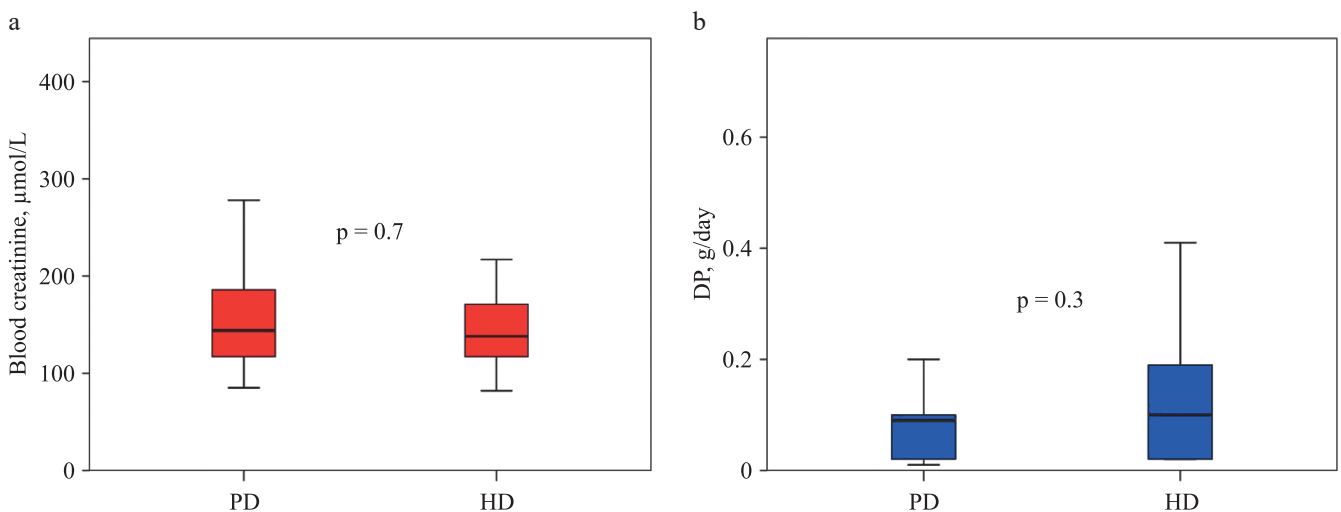 a
Blood creatinine, μmol/L
400
300
200
100
0
p = 0.7
PD
HD
b
DP, g/day
0.6
0.4
0.2
0
p = 0.3
PD
HD